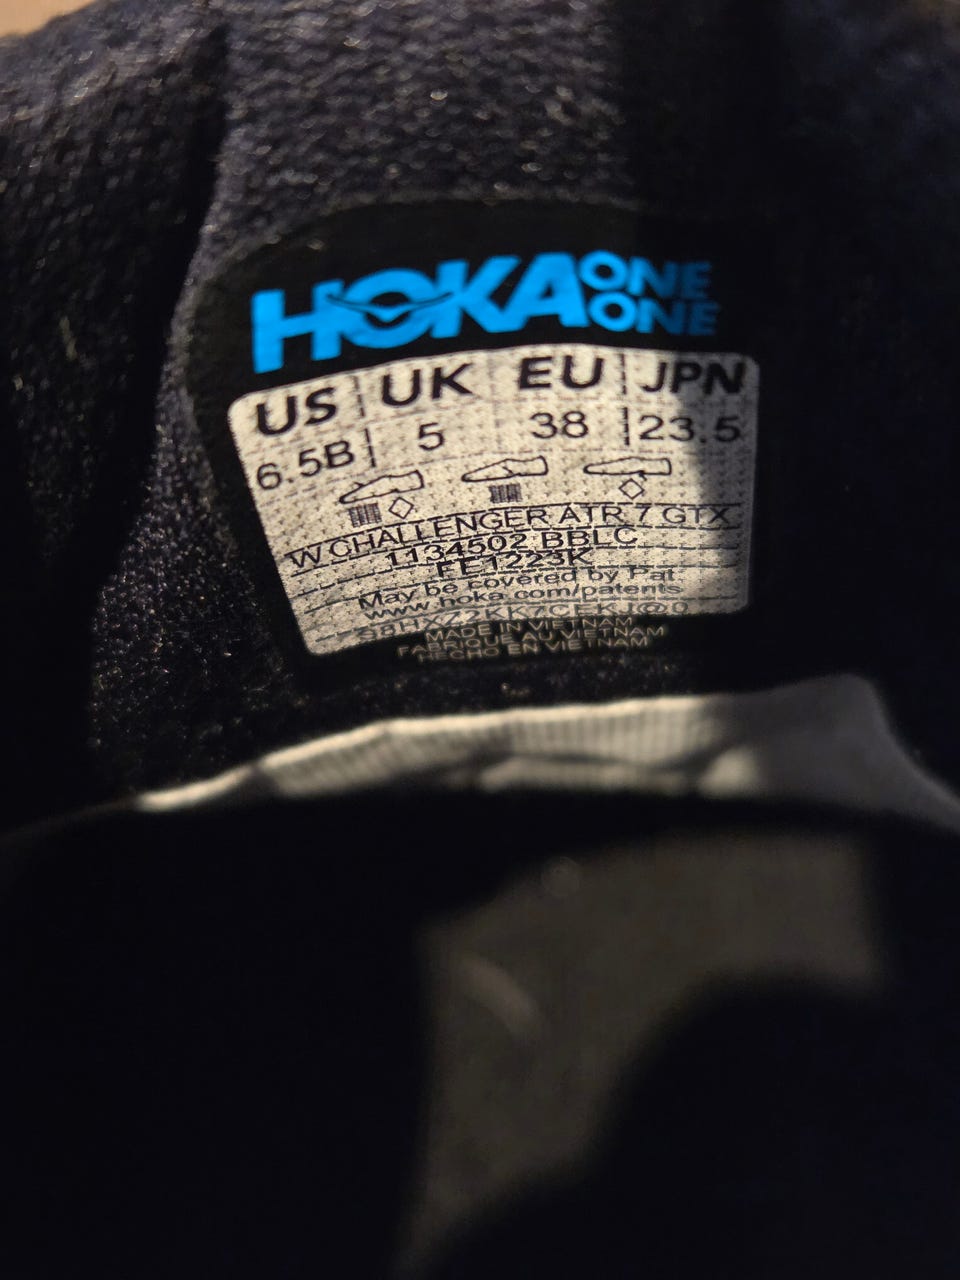 HOKA ONE ONE
US UK EU JPN
6.5B 5 38 23.5
W CHALLENGER ATR 7 GTX
1134502 BBLC
FE1223K
May be covered by Pat
www.hoka.com/patents
MADE IN VIETNAM
FABRIQUE AU VIETNAM
HECHO EN VIETNAM